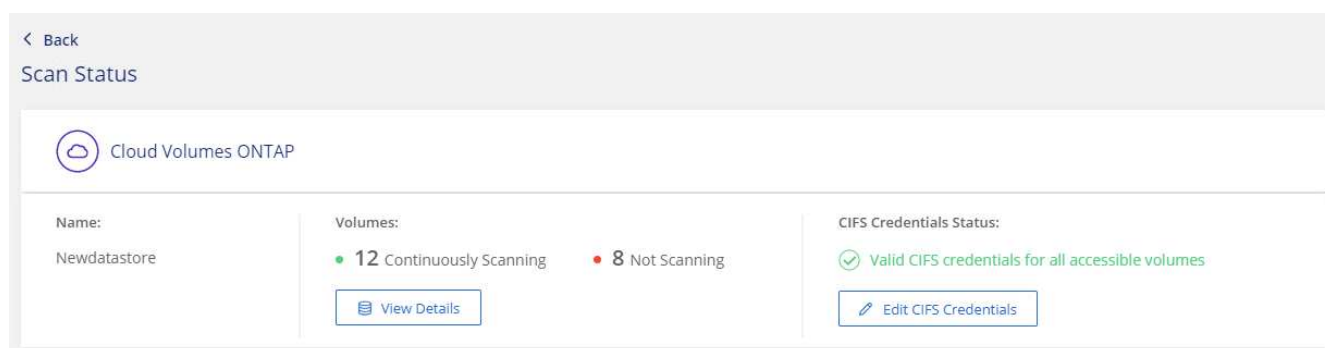 Back
Scan Status
Cloud Volumes ONTAP
Name:
Newdatastore
Volumes:
12 Continuously Scanning
8 Not Scanning
View Details
CIFS Credentials Status:
Valid CIFS credentials for all accessible volumes
Edit CIFS Credentials